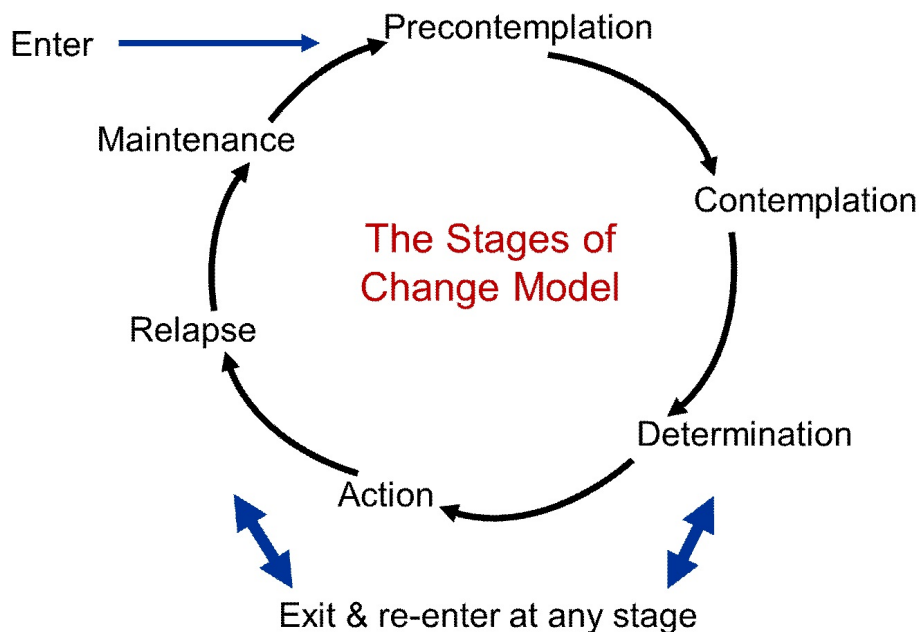 Enter
Precontemplation
Maintenance
Contemplation
The Stages of
Change Model
Relapse
Determination
Action
Exit & re-enter at any stage